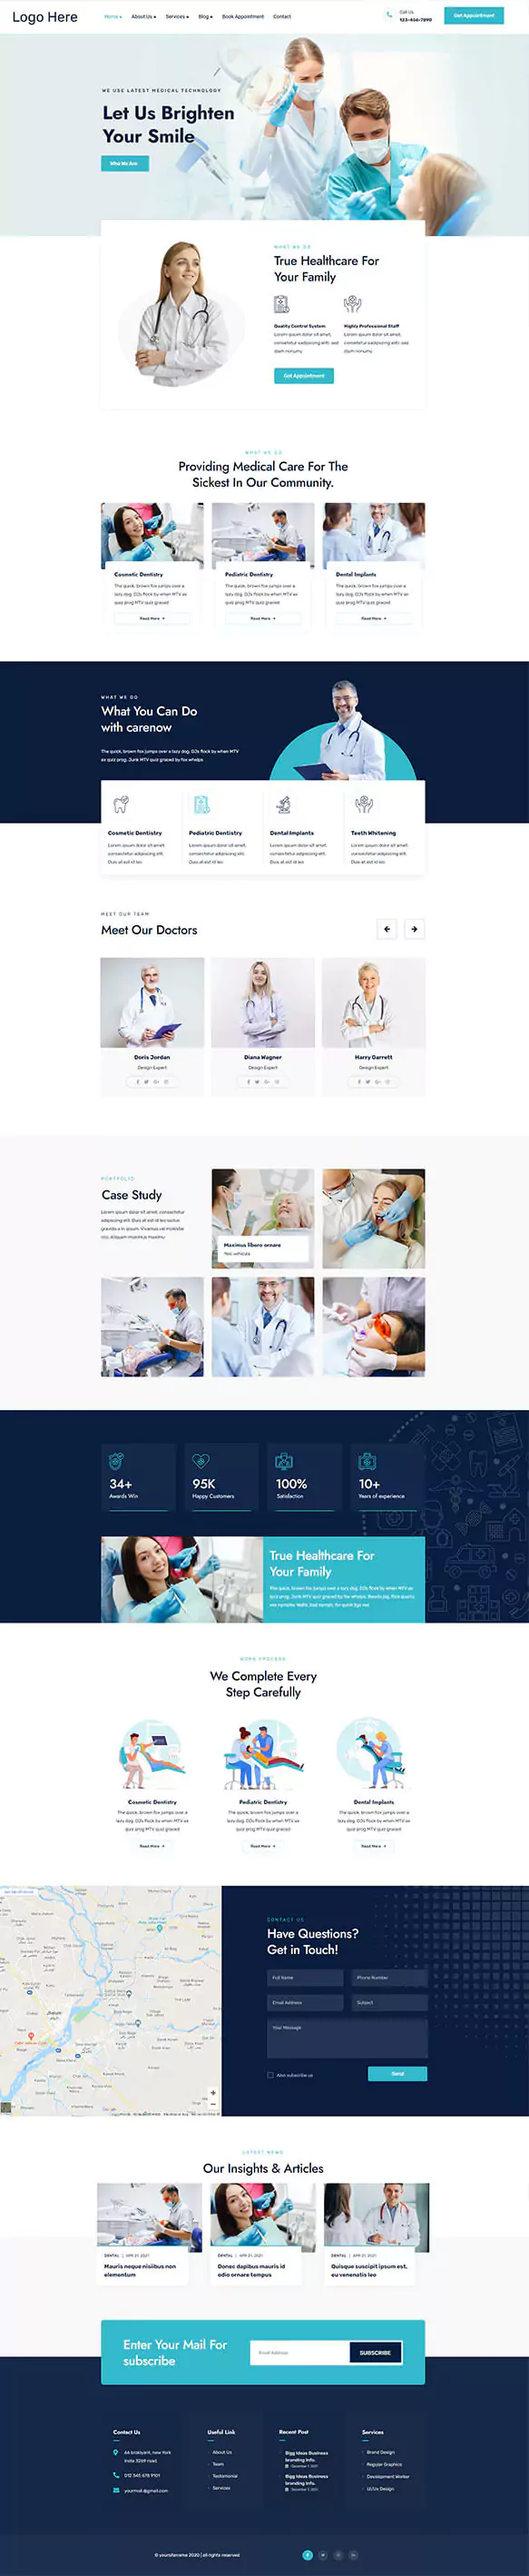 Logo Here
Home
About Us
Services
Blog
Book Appointment
Contact
Call Us
123-456-7890
Get Appointment
WE USE LATEST MEDICAL TECHNOLOGY
Let Us Brighten
Your Smile
What We Are
WHAT WE DO
True Healthcare For
Your Family
Quality Control System
Highly Professional Staff
Lorem ipsum dolor sit amet,
consetetur sadipscing elitr, sed
diam nonumy.
Lorem ipsum dolor sit amet,
consetetur sadipscing elitr, sed
diam nonumy.
Get Appointment
WHAT WE DO
Providing Medical Care For The
Sickest In Our Community.
Cosmetic Dentistry
The quick, brown fox jumps over a
lazy dog. DJs flock by when MTV ax
quiz prog MTV quiz graced
Read More
Pediatric Dentistry
The quick, brown fox jumps over a
lazy dog. DJs flock by when MTV ax
quiz prog MTV quiz graced
Read More
Dental Implants
The quick, brown fox jumps over a
lazy dog. DJs flock by when MTV ax
quiz prog MTV quiz graced
Read More
WHAT WE DO
What You Can Do
with carenow
The quick, brown fox jumps over a lazy dog. DJs flock by when MTV
ax quiz prog. Junk MTV quiz graced by fox whelps
Cosmetic Dentistry
Lorem ipsum dolor sit amet,
consectetur adipiscing elit.
Duis at est id leo
Pediatric Dentistry
Lorem ipsum dolor sit amet,
consectetur adipiscing elit.
Duis at est id leo
Dental Implants
Lorem ipsum dolor sit amet,
consectetur adipiscing elit.
Duis at est id leo
Teeth Whitening
Lorem ipsum dolor sit amet,
consectetur adipiscing elit.
Duis at est id leo
MEET OUR TEAM
Meet Our Doctors
Doris Jordan
Design Expert
Diana Wagner
Design Expert
Harry Garrett
Design Expert
PORTFOLIO
Case Study
Lorem ipsum dolor sit amet, consectetur
adipiscing elit. Duis at est id leo luctus
gravida a in ipsum. Vivamus vel molestie
nisi. Aliquam maximus maximu
Maximus libero ornare
Nec vehicula
34+
Awards Win
95K
Happy Customers
100%
Satisfaction
10+
Years of experience
True Healthcare For
Your Family
The quick, brown fox jumps over a lazy dog. DJs flock by when MTV ax
quiz prog. Junk MTV quiz graced by fox whelps. Bawds jog, flick quartz,
vex nymphs. Waltz, bad nymph, for quick jigs vex
WORK PROCESS
We Complete Every
Step Carefully
Cosmetic Dentistry
The quick, brown fox jumps over a
lazy dog. DJs flock by when MTV ax
quiz prog MTV quiz graced
Read More
Pediatric Dentistry
The quick, brown fox jumps over a
lazy dog. DJs flock by when MTV ax
quiz prog MTV quiz graced
Read More
Dental Implants
The quick, brown fox jumps over a
lazy dog. DJs flock by when MTV ax
quiz prog MTV quiz graced
Read More
CONTACT US
Have Questions?
Get in Touch!
Full Name
Phone Number
Email Address
Subject
Your Message
Also subscribe us
Send
LATEST NEWS
Our Insights & Articles
DENTAL | APR 21, 2021
Mauris neque nisiibus non
elementum
DENTAL | APR 21, 2021
Donec dapibus mauris id
odio ornare tempus
DENTAL | APR 21, 2021
Quisque suscipit ipsum est,
eu venenatis leo
Enter Your Mail For
subscribe
Email Address
SUBSCRIBE
Contact Us
66 broklyant, new York
India 3269 road.
012 345 678 9101
yourmail@gmail.com
Useful Link
About Us
Team
Testiomonial
Services
Recent Post
Bigg Ideas Business
branding Info.
December 7, 2021
Bigg Ideas Business
branding Info.
December 7, 2021
Services
Brand Design
Regular Graphics
Development Worker
UI/Ux Design
© yoursitename 2020 | all rights reserved